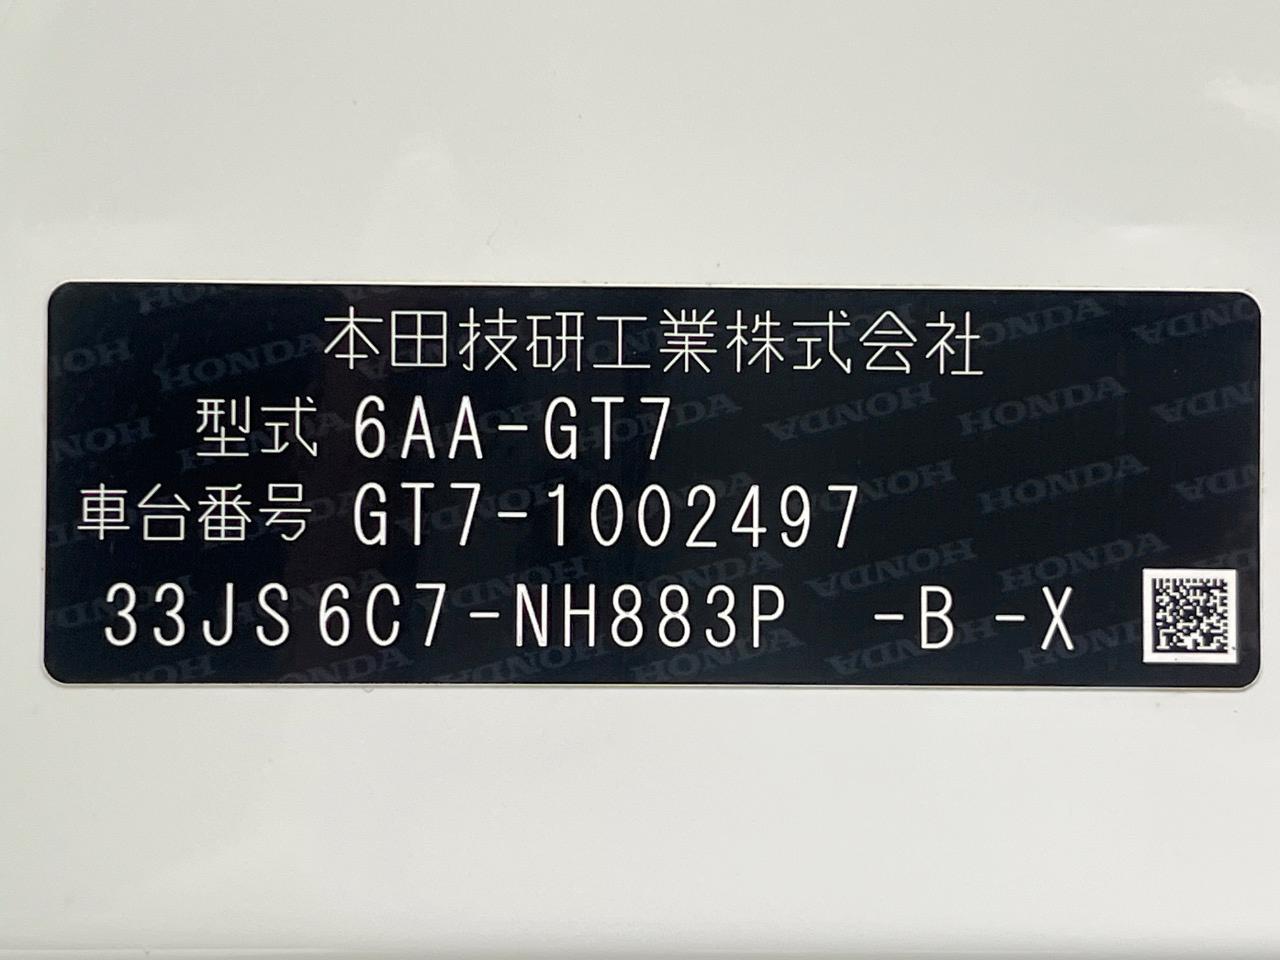 本田技研工業株式会社
型式 6AA-GT7
車台番号 GT7-1002497
33JS6C7-NH883P -B -X